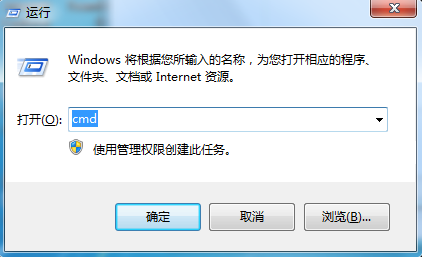 运行
Windows 将根据您所输入的名称，为您打开相应的程序、
文件夹、文档或 Internet 资源。
打开(O): cmd
使用管理权限创建此任务。
确定 取消 浏览(B)...